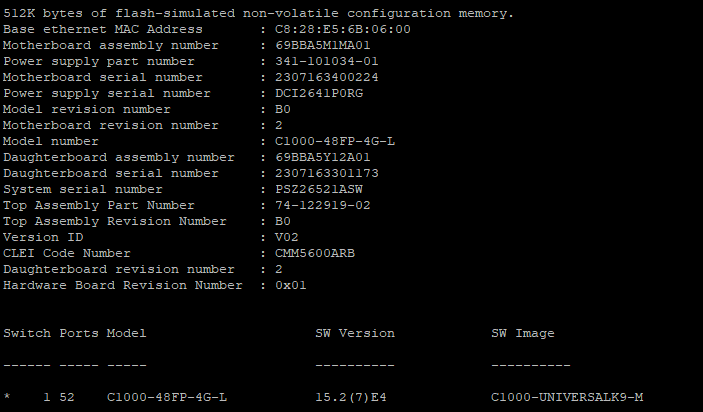 512K bytes of flash-simulated non-volatile configuration memory.
Base ethernet MAC Address       : C8:28:E5:6B:06:00
Motherboard assembly number     : 69BBA5M1MA01
Power supply part number        : 341-101034-01
Motherboard serial number       : 2307163400224
Power supply serial number      : DCI2641P0RG
Model revision number           : B0
Motherboard revision number     : 2
Model number                    : C1000-48FP-4G-L
Daughterboard assembly number   : 69BBA5Y12A01
Daughterboard serial number     : 2307163301173
System serial number            : PSZ26521ASW
Top Assembly Part Number        : 74-122919-02
Top Assembly Revision Number    : B0
Version ID                      : V02
CLEI Code Number                : CMM5600ARB
Daughterboard revision number   : 2
Hardware Board Revision Number  : 0x01
Switch Ports Model                     SW Version            SW Image
------ ----- -----                     ----------            ----------
*    1 52    C1000-48FP-4G-L           15.2(7)E4             C1000-UNIVERSALK9-M